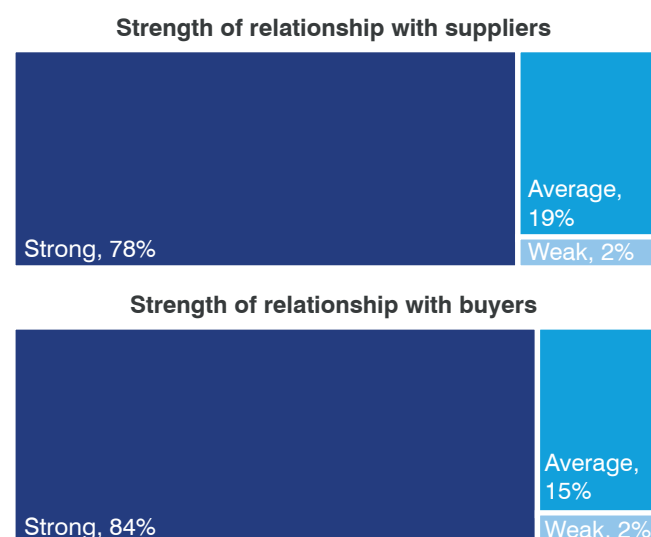 Strength of relationship with suppliers
Average,
19%
Strong, 78%
Weak, 2%
Strength of relationship with buyers
Average,
15%
Strong, 84%
Weak, 2%